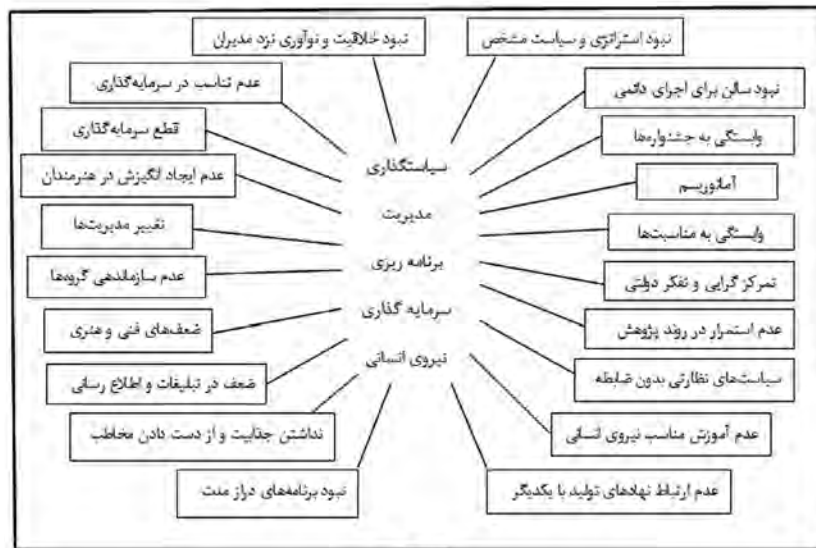 نبود استراتژی و سیاست مشخص
نبود خلاقیت و نوآوری نزد مدیران
نبود سالن برای اجرای دائمی
عدم تناسب در سرمایه‌گذاری
وابستگی به جشنواره‌ها
قطع سرمایه‌گذاری
سیاستگذاری
آماتوریسم
عدم ایجاد انگیزش در هنرمندان
مدیریت
وابستگی به مناسبت‌ها
تغییر مدیریت‌ها
برنامه ریزی
تمرکز گرایی و تفکر دولتی
عدم سازماندهی گروه‌ها
سرمایه گذاری
عدم استمرار در روند پژوهش
ضعف‌های فنی و هنری
نیروی انسانی
سیاست‌های نظارتی بدون ضابطه
ضعف در تبلیغات و اطلاع رسانی
عدم آموزش مناسب نیروی انسانی
نداشتن جذابیت و از دست دادن مخاطب
عدم ارتباط نهادهای تولید با یکدیگر
نبود برنامه‌های دراز مدت